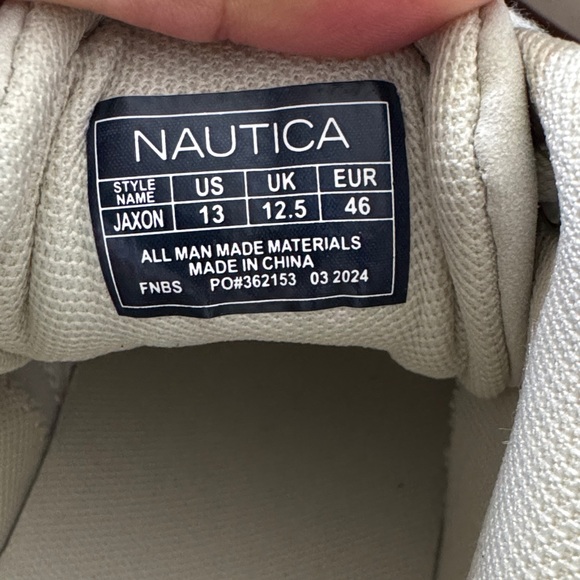 NAUTICA
STYLE NAME US UK EUR
JAXON 13 12.5 46
ALL MAN MADE MATERIALS
MADE IN CHINA
FNBS PO#362153 03 2024